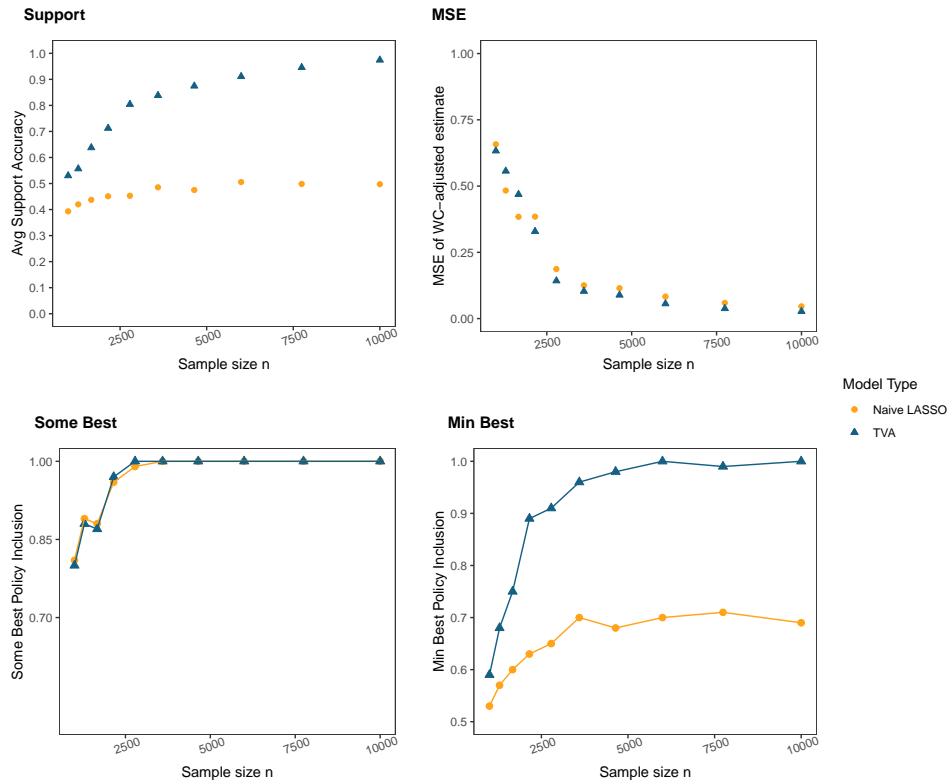 Support
Avg Support Accuracy
1.0
0.9
0.8
0.7
0.6
0.5
0.4
0.3
0.2
0.1
0.0
2500
5000
7500
10000
Sample size n
MSE
MSE of WC−adjusted estimate
1.00
0.75
0.50
0.25
0.00
2500
5000
7500
10000
Sample size n
Some Best
Some Best Policy Inclusion
1.00
0.85
0.70
2500
5000
7500
10000
Sample size n
Min Best
Min Best Policy Inclusion
1.0
0.9
0.8
0.7
0.6
0.5
2500
5000
7500
10000
Sample size n
Model Type
Naive LASSO
TVA